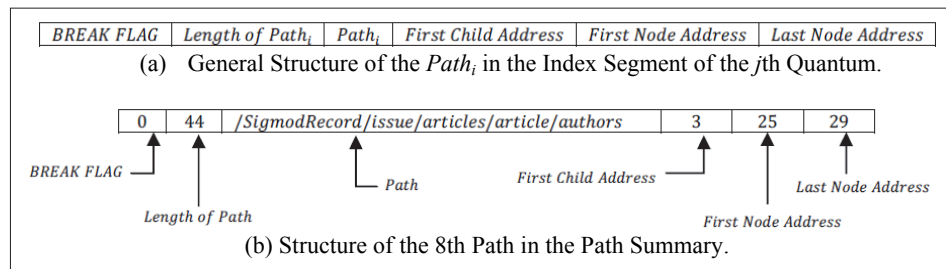 BREAK FLAG Length of Path_i Path_i First Child Address First Node Address Last Node Address
(a) General Structure of the Path_i in the Index Segment of the jth Quantum.
0 44 /SigmodRecord/issue/articles/article/authors 3 25 29
BREAK FLAG Path First Child Address Last Node Address
Length of Path First Node Address
(b) Structure of the 8th Path in the Path Summary.